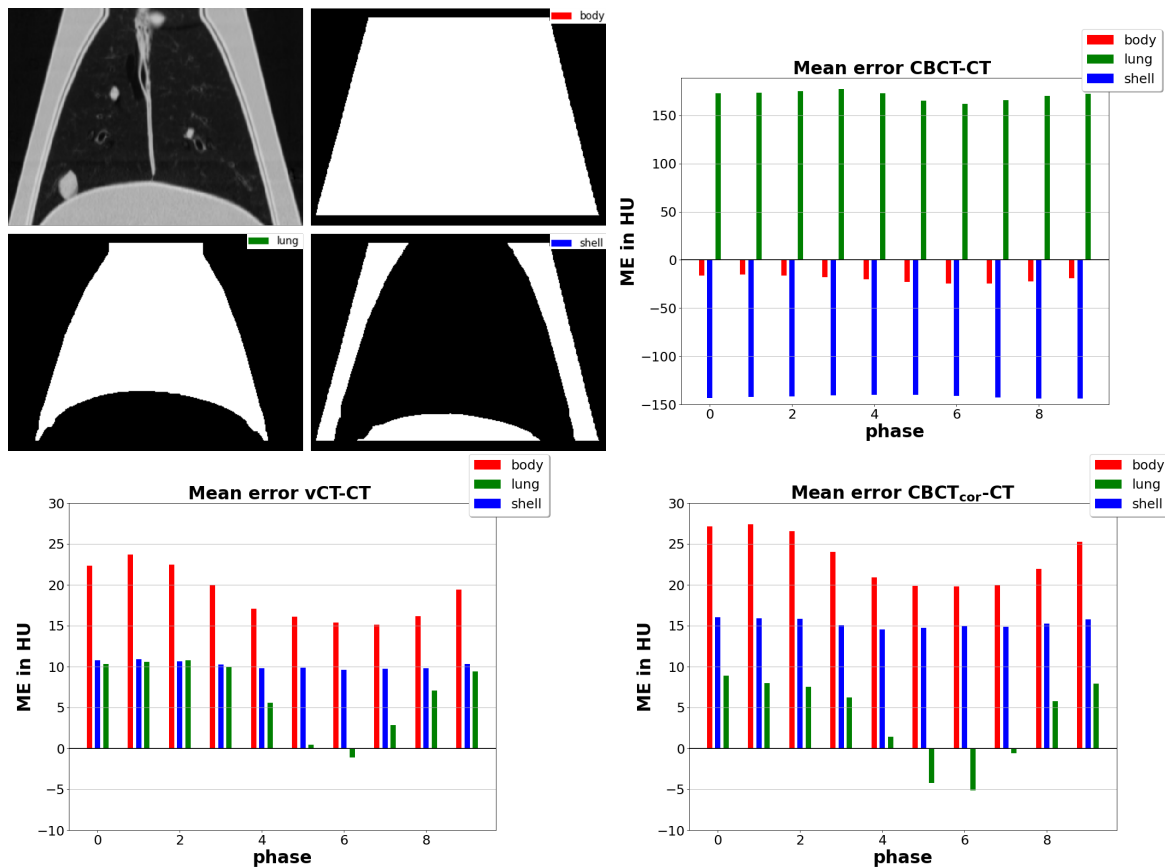 body
lung
shell
body
lung
shell
Mean error CBCT-CT
ME in HU
150
100
50
0
−50
−100
−150
0 2 4 6 8
phase
body
lung
shell
Mean error vCT-CT
ME in HU
30
25
20
15
10
5
0
−5
−10
0 2 4 6 8
phase
body
lung
shell
Mean error CBCTcor-CT
ME in HU
30
25
20
15
10
5
0
−5
−10
0 2 4 6 8
phase